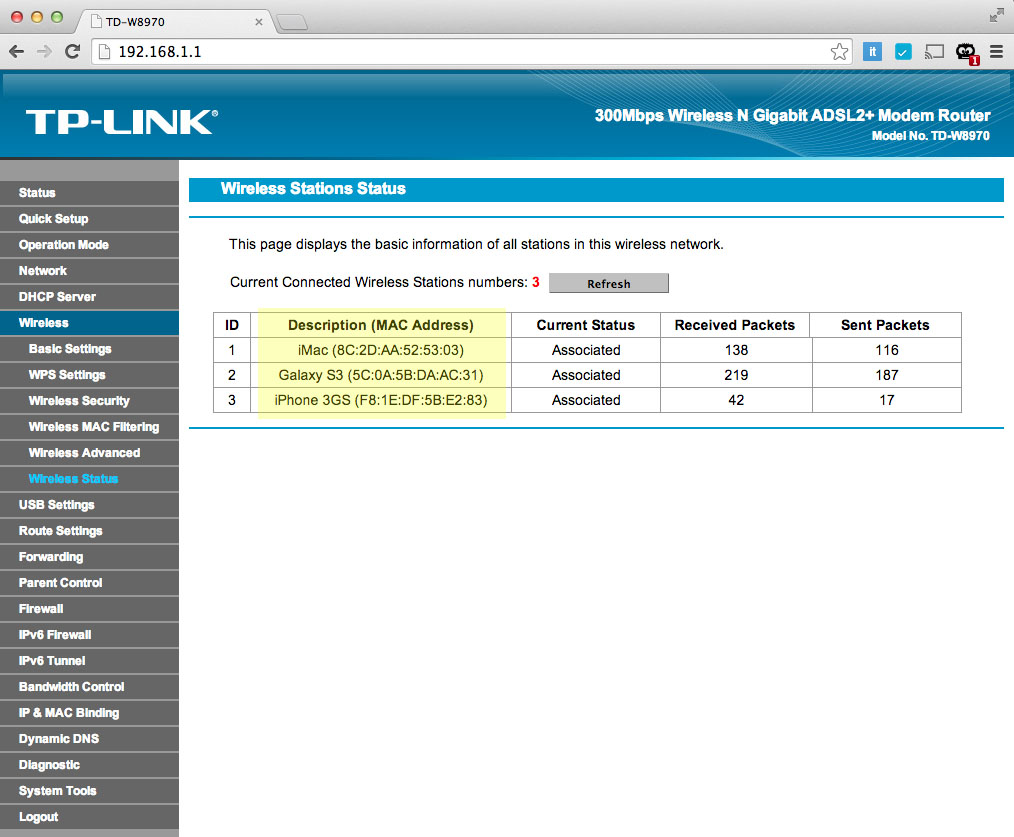 TD-W8970
192.168.1.1
it
1
TP-LINK®
300Mbps Wireless N Gigabit ADSL2+ Modem Router
Model No. TD-W8970
Status
Quick Setup
Operation Mode
Network
DHCP Server
Wireless
Basic Settings
WPS Settings
Wireless Security
Wireless MAC Filtering
Wireless Advanced
Wireless Status
USB Settings
Route Settings
Forwarding
Parent Control
Firewall
IPv6 Firewall
IPv6 Tunnel
Bandwidth Control
IP & MAC Binding
Dynamic DNS
Diagnostic
System Tools
Logout
Wireless Stations Status
This page displays the basic information of all stations in this wireless network.
Current Connected Wireless Stations numbers: 3 Refresh
ID Description (MAC Address) Current Status Received Packets Sent Packets
1 iMac (8C:2D:AA:52:53:03) Associated 138 116
2 Galaxy S3 (5C:0A:5B:DA:AC:31) Associated 219 187
3 iPhone 3GS (F8:1E:DF:5B:E2:83) Associated 42 17